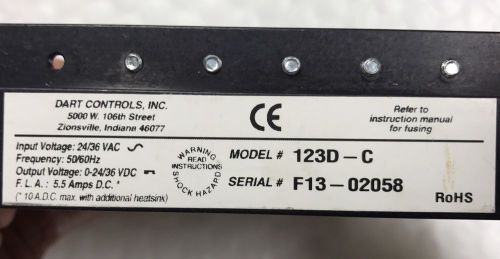 DART CONTROLS, INC.
5000 W. 106th Street
Zionsville, Indiana 46077
CE
Refer to
instruction manual
for fusing
Input Voltage: 24/36 VAC
Frequency: 50/60Hz
Output Voltage: 0-24/36 VDC
F. L. A. : 5.5 Amps D.C. *
(* 10 A.D.C. max. with additional heatsink)
WARNING
READ
INSTRUCTIONS
SHOCK HAZARD
MODEL # 123D - C
SERIAL # F13 - 02058
RoHS